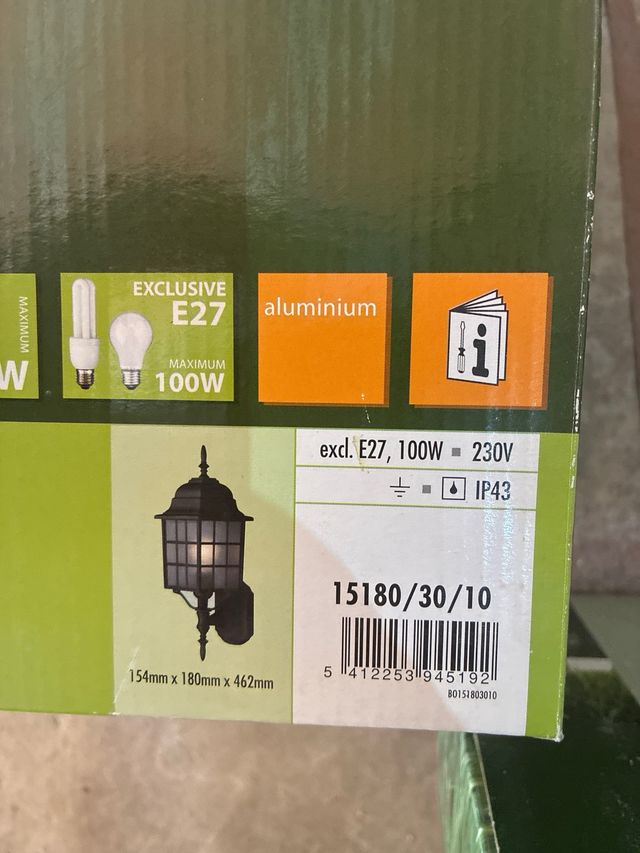 MAXIMUM
W
EXCLUSIVE
E27
MAXIMUM
100W
aluminium
i
excl. E27, 100W ▪ 230V
▪ IP43
15180/30/10
5 412253 945192
BO151803010
154mm x 180mm x 462mm